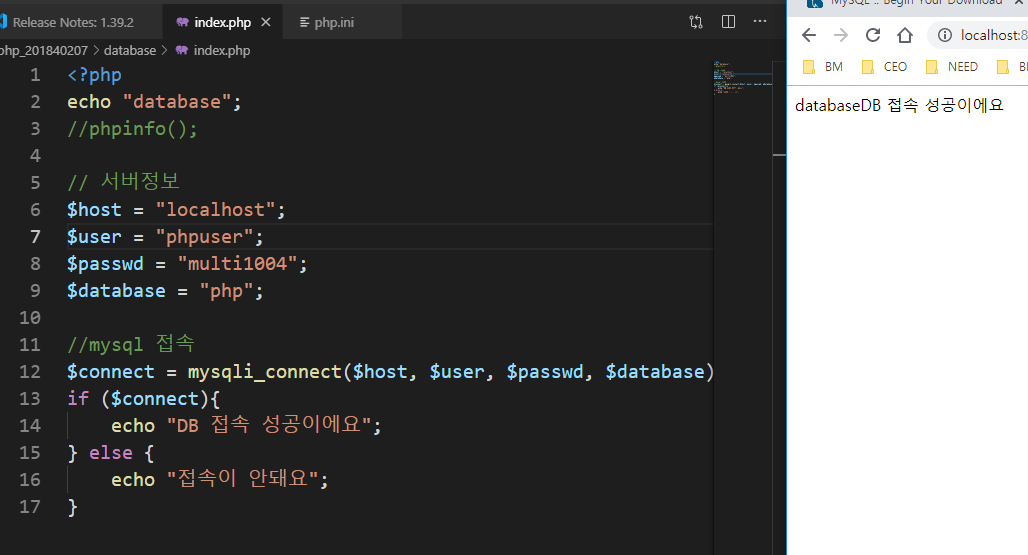 Release Notes: 1.39.2
index.php
php.ini
php_201840207 > database > index.php
1 <?php
2 echo "database";
3 //phpinfo();
4
5 // 서버정보
6 $host = "localhost";
7 $user = "phpuser";
8 $passwd = "multi1004";
9 $database = "php";
10
11 //mysql 접속
12 $connect = mysqli_connect($host, $user, $passwd, $database)
13 if ($connect){
14 echo "DB 접속 성공이에요";
15 } else {
16 echo "접속이 안돼요";
17 }
MySQL :: Begin Your Download
localhost:8
BM
CEO
NEED
databaseDB 접속 성공이에요